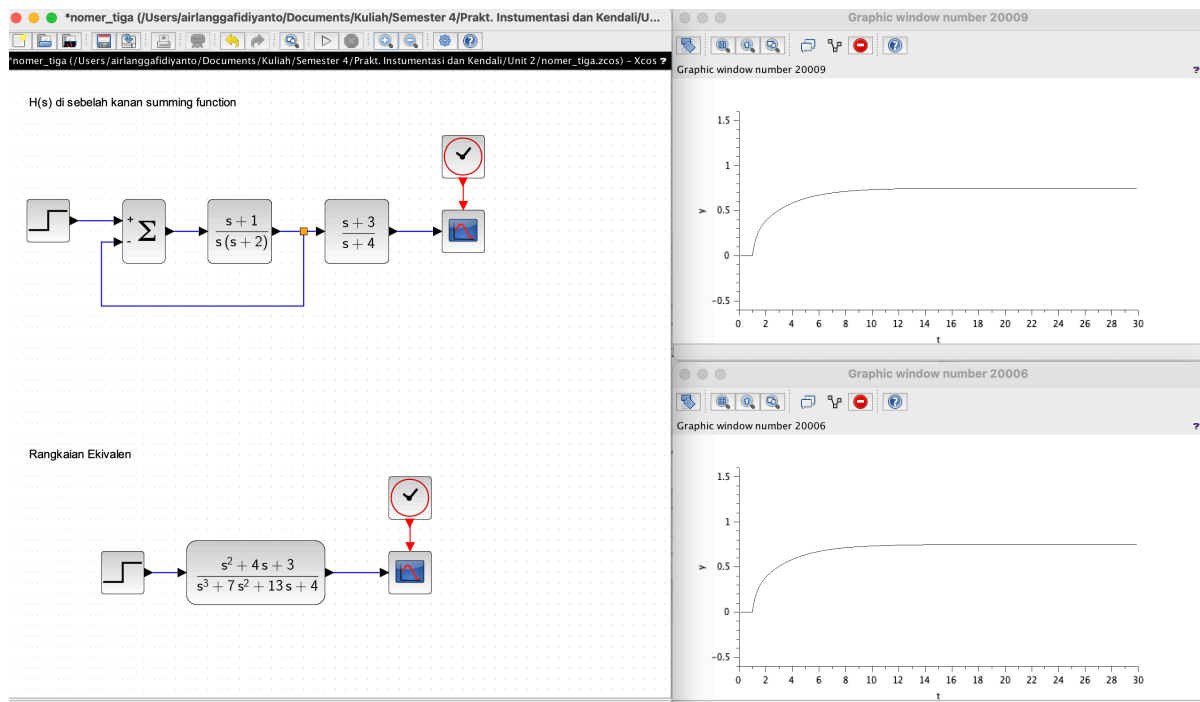 *nomer_tiga (/Users/airlanggafidiyanto/Documents/Kuliah/Semester 4/Prakt. Instumentasi dan Kendali/U...
*nomer_tiga (/Users/airlanggafidiyanto/Documents/Kuliah/Semester 4/Prakt. Instumentasi dan Kendali/Unit 2/nomer_tiga.zcos) - Xcos ?
H(s) di sebelah kanan summing function
+
Σ
-
s + 1
s (s + 2)
s + 3
s + 4
Rangkaian Ekivalen
s² + 4 s + 3
s³ + 7 s² + 13 s + 4
Graphic window number 20009
Graphic window number 20009 ?
1.5
1
0.5
0
-0.5
y
0 2 4 6 8 10 12 14 16 18 20 22 24 26 28 30
t
Graphic window number 20006
Graphic window number 20006 ?
1.5
1
0.5
0
-0.5
y
0 2 4 6 8 10 12 14 16 18 20 22 24 26 28 30
t